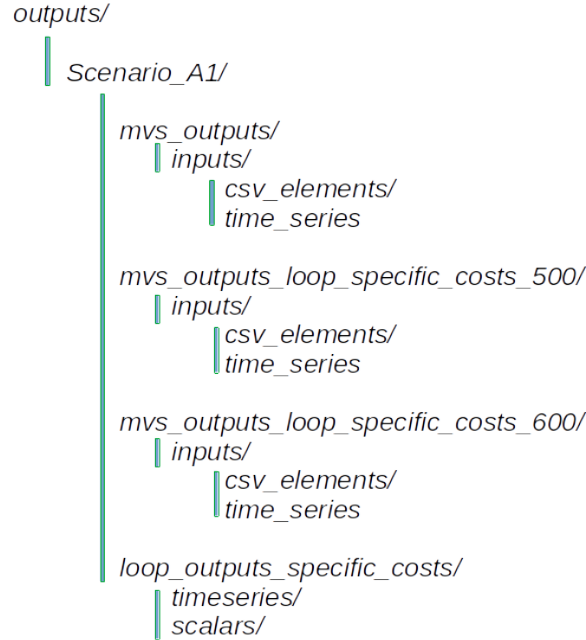 outputs/
Scenario_A1/
mvs_outputs/
inputs/
csv_elements/
time_series
mvs_outputs_loop_specific_costs_500/
inputs/
csv_elements/
time_series
mvs_outputs_loop_specific_costs_600/
inputs/
csv_elements/
time_series
loop_outputs_specific_costs/
timeseries/
scalars/